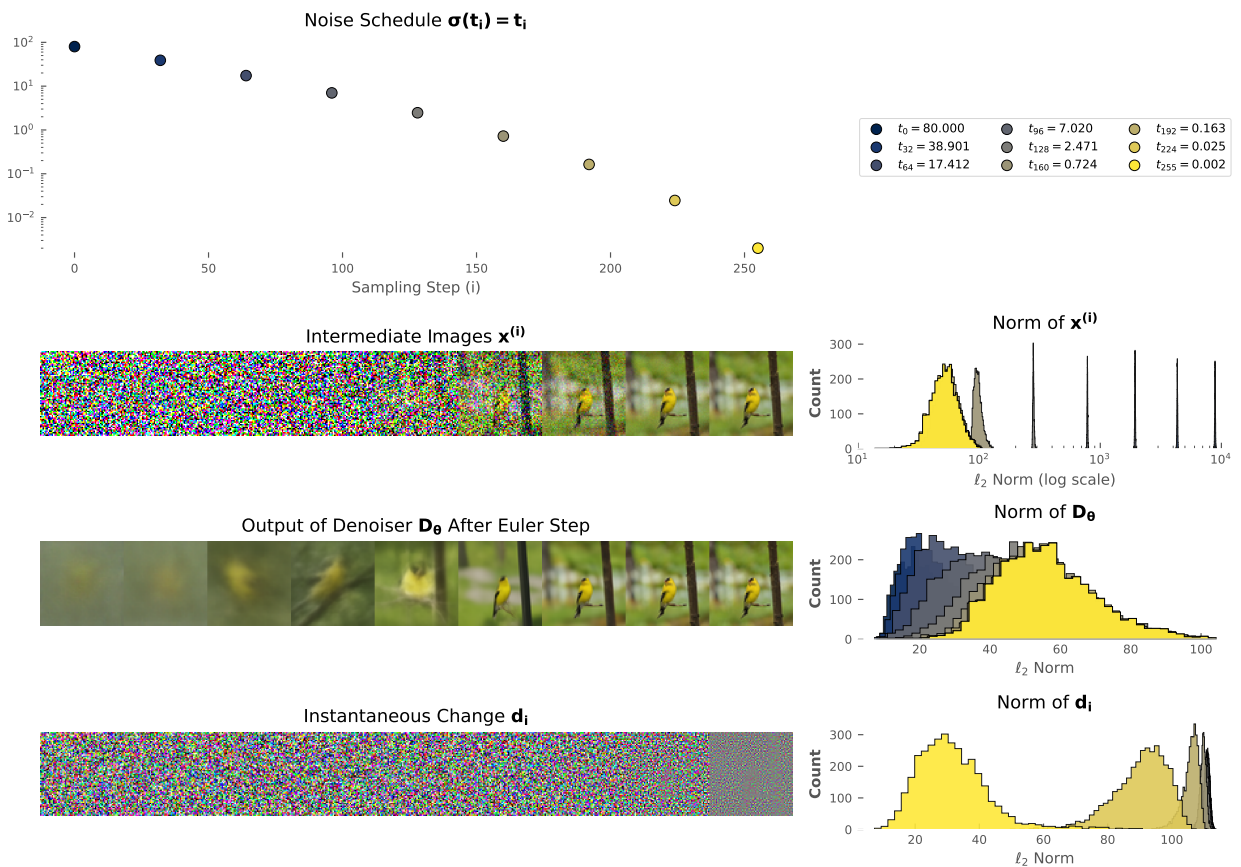 Noise Schedule σ(tᵢ) = tᵢ
10²
10¹
10⁰
10⁻¹
10⁻²
0 50 100 150 200 250
Sampling Step (i)
t₀ = 80.000 t₉₆ = 7.020 t₁₉₂ = 0.163
t₃₂ = 38.901 t₁₂₈ = 2.471 t₂₂₄ = 0.025
t₆₄ = 17.412 t₁₆₀ = 0.724 t₂₅₅ = 0.002
Intermediate Images x⁽ⁱ⁾
Norm of x⁽ⁱ⁾
Count
300
200
100
0
10¹ 10² 10³ 10⁴
ℓ₂ Norm (log scale)
Output of Denoiser D_θ After Euler Step
Norm of D_θ
Count
200
100
0
20 40 60 80 100
ℓ₂ Norm
Instantaneous Change dᵢ
Norm of dᵢ
Count
300
200
100
0
20 40 60 80 100
ℓ₂ Norm